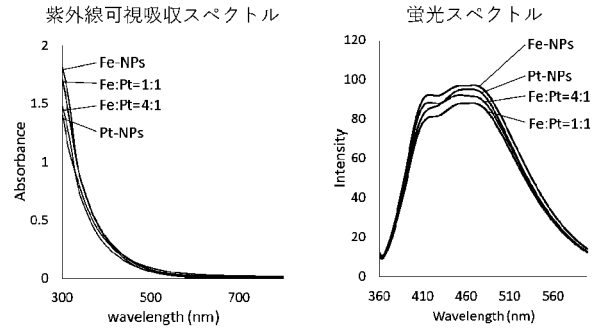 紫外線可視吸収スペクトル
2
1.5
1
0.5
0
Absorbance
Fe-NPs
Fe:Pt=1:1
Fe:Pt=4:1
Pt-NPs
300
500
700
wavelength (nm)
蛍光スペクトル
120
100
80
60
40
20
0
Intensity
Fe-NPs
Pt-NPs
Fe:Pt=4:1
Fe:Pt=1:1
360
410
460
510
560
Wavelength (nm)